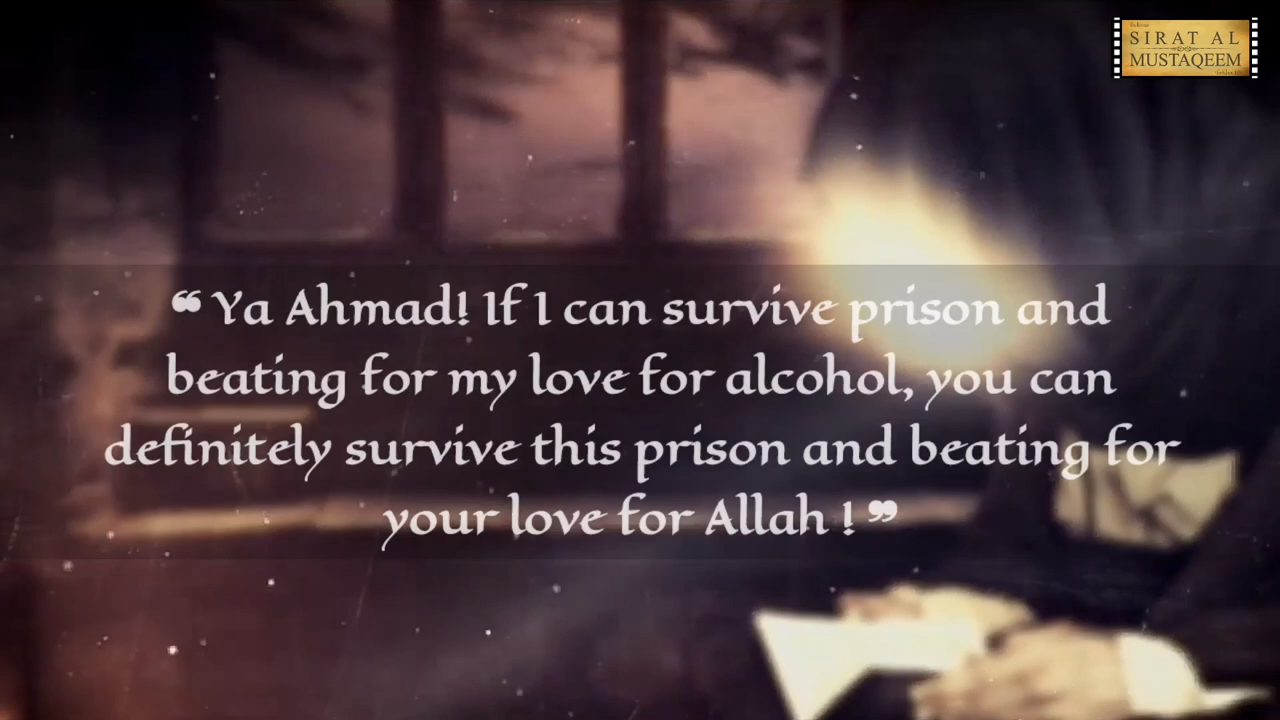 SIRAT AL
MUSTAQEEM
❝ Ya Ahmad! If I can survive prison and
beating for my love for alcohol, you can
definitely survive this prison and beating for
your love for Allah ! ❞